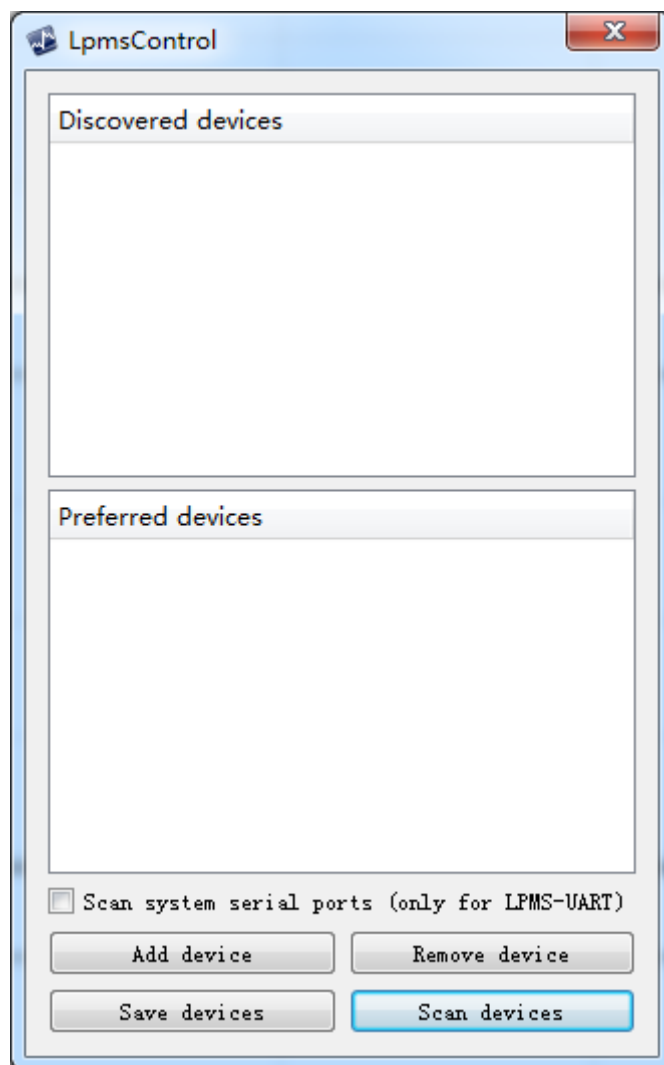 LpmsControl
Discovered devices
Preferred devices
Scan system serial ports (only for LPMS-UART)
Add device
Remove device
Save devices
Scan devices